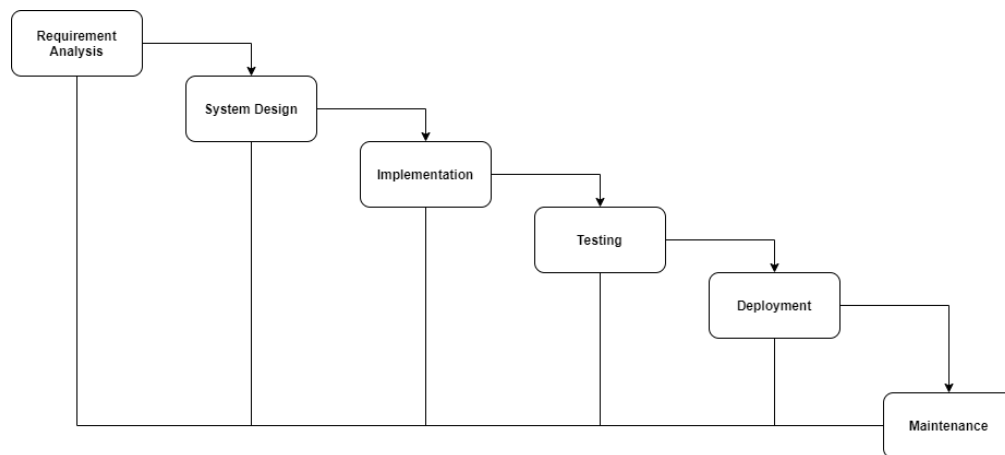 Requirement
Analysis
System Design
Implementation
Testing
Deployment
Maintenance